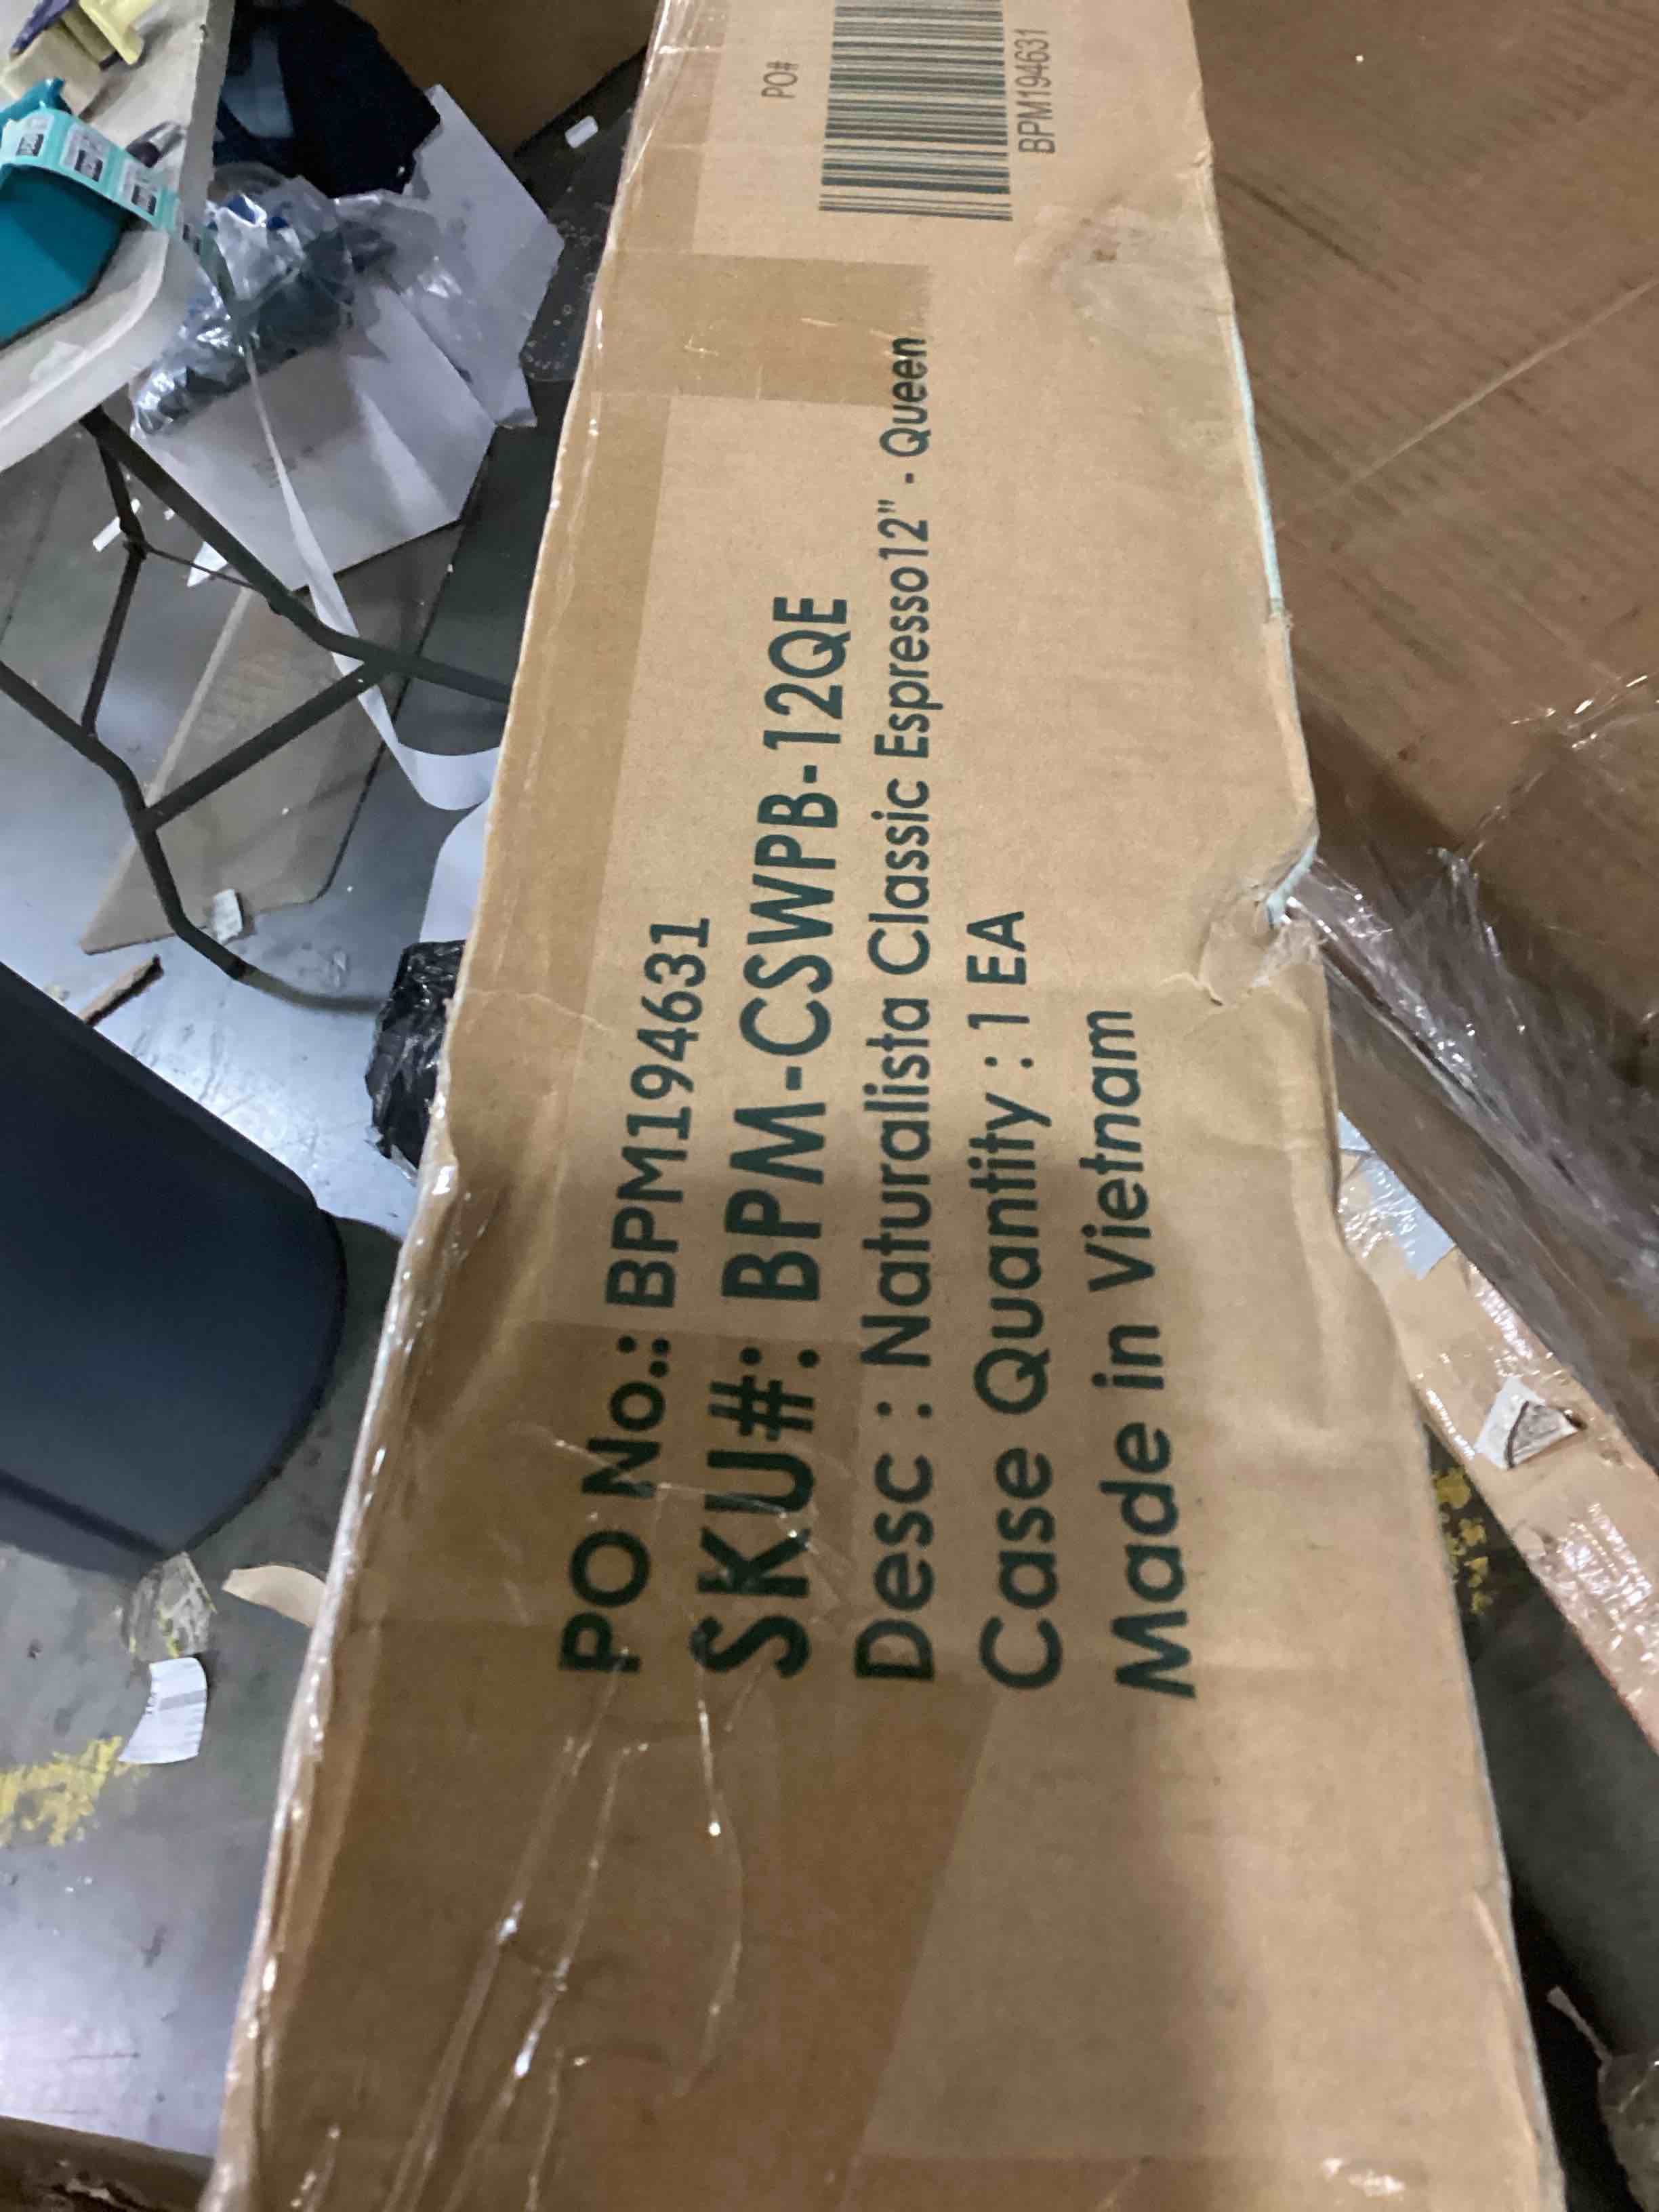 PO No.: BPM194631
SKU#: BPM-CSWPB-12QE
Desc : Naturalista Classic Espresso12" - Queen
Case Quantity : 1 EA
Made in Vietnam
PO#
BPM194631